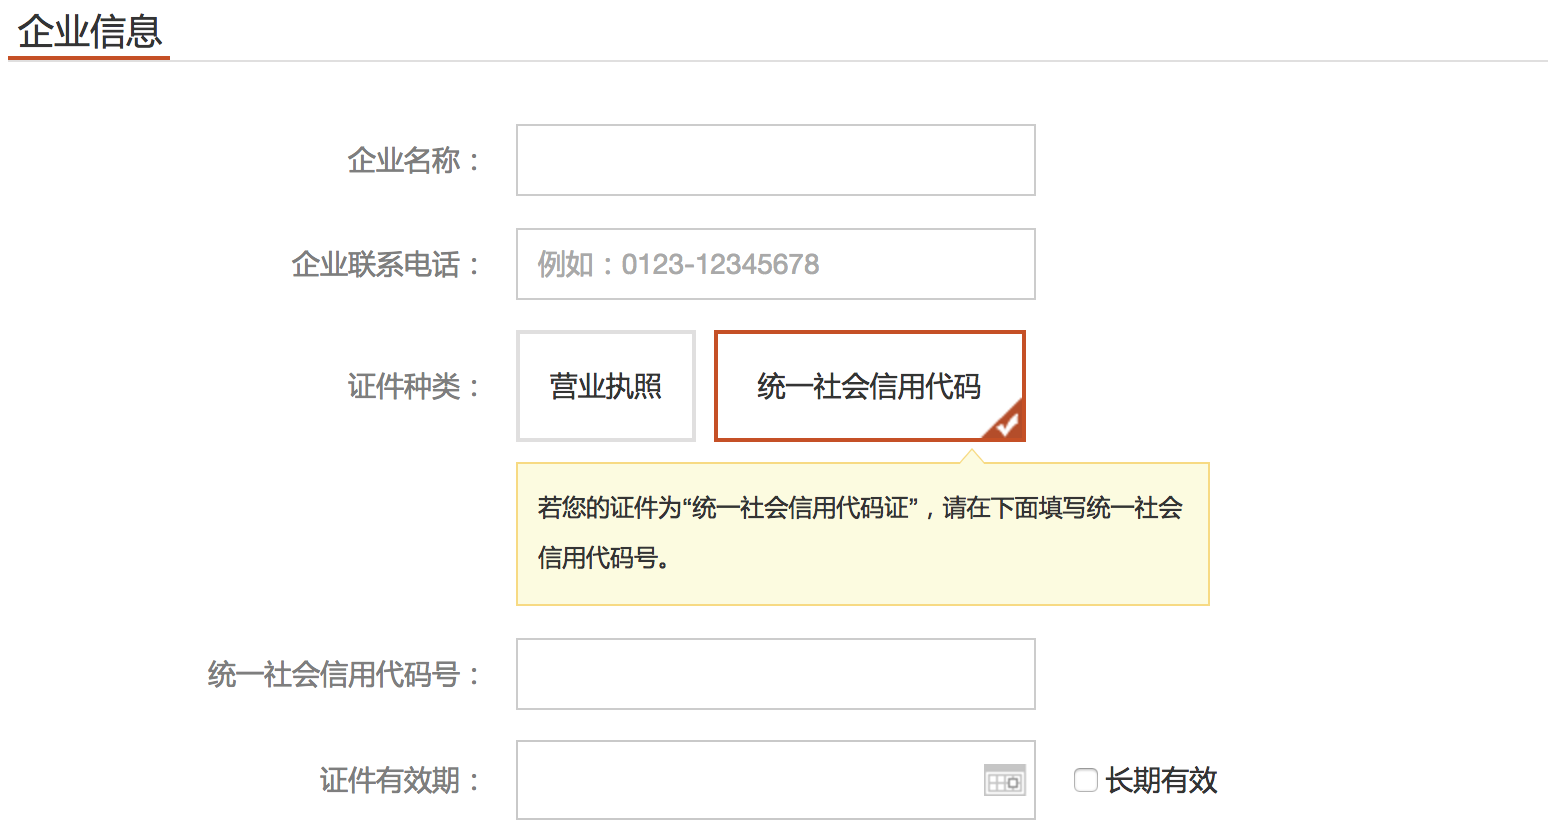 企业信息
企业名称：
企业联系电话： 例如：0123-12345678
证件种类： 营业执照 统一社会信用代码
若您的证件为“统一社会信用代码证”，请在下面填写统一社会
信用代码号。
统一社会信用代码号：
证件有效期： 长期有效